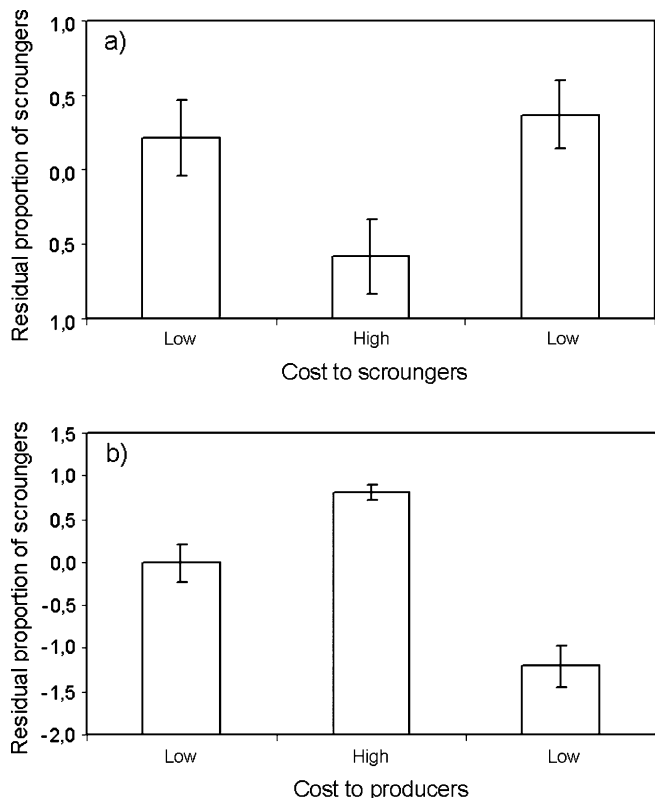 1,0
a)
0,5
0,0
0,5
1,0
Residual proportion of scroungers
Low High Low
Cost to scroungers
1,5
b)
1,0
0,5
0,0
-0,5
-1,0
-1,5
-2,0
Residual proportion of scroungers
Low High Low
Cost to producers